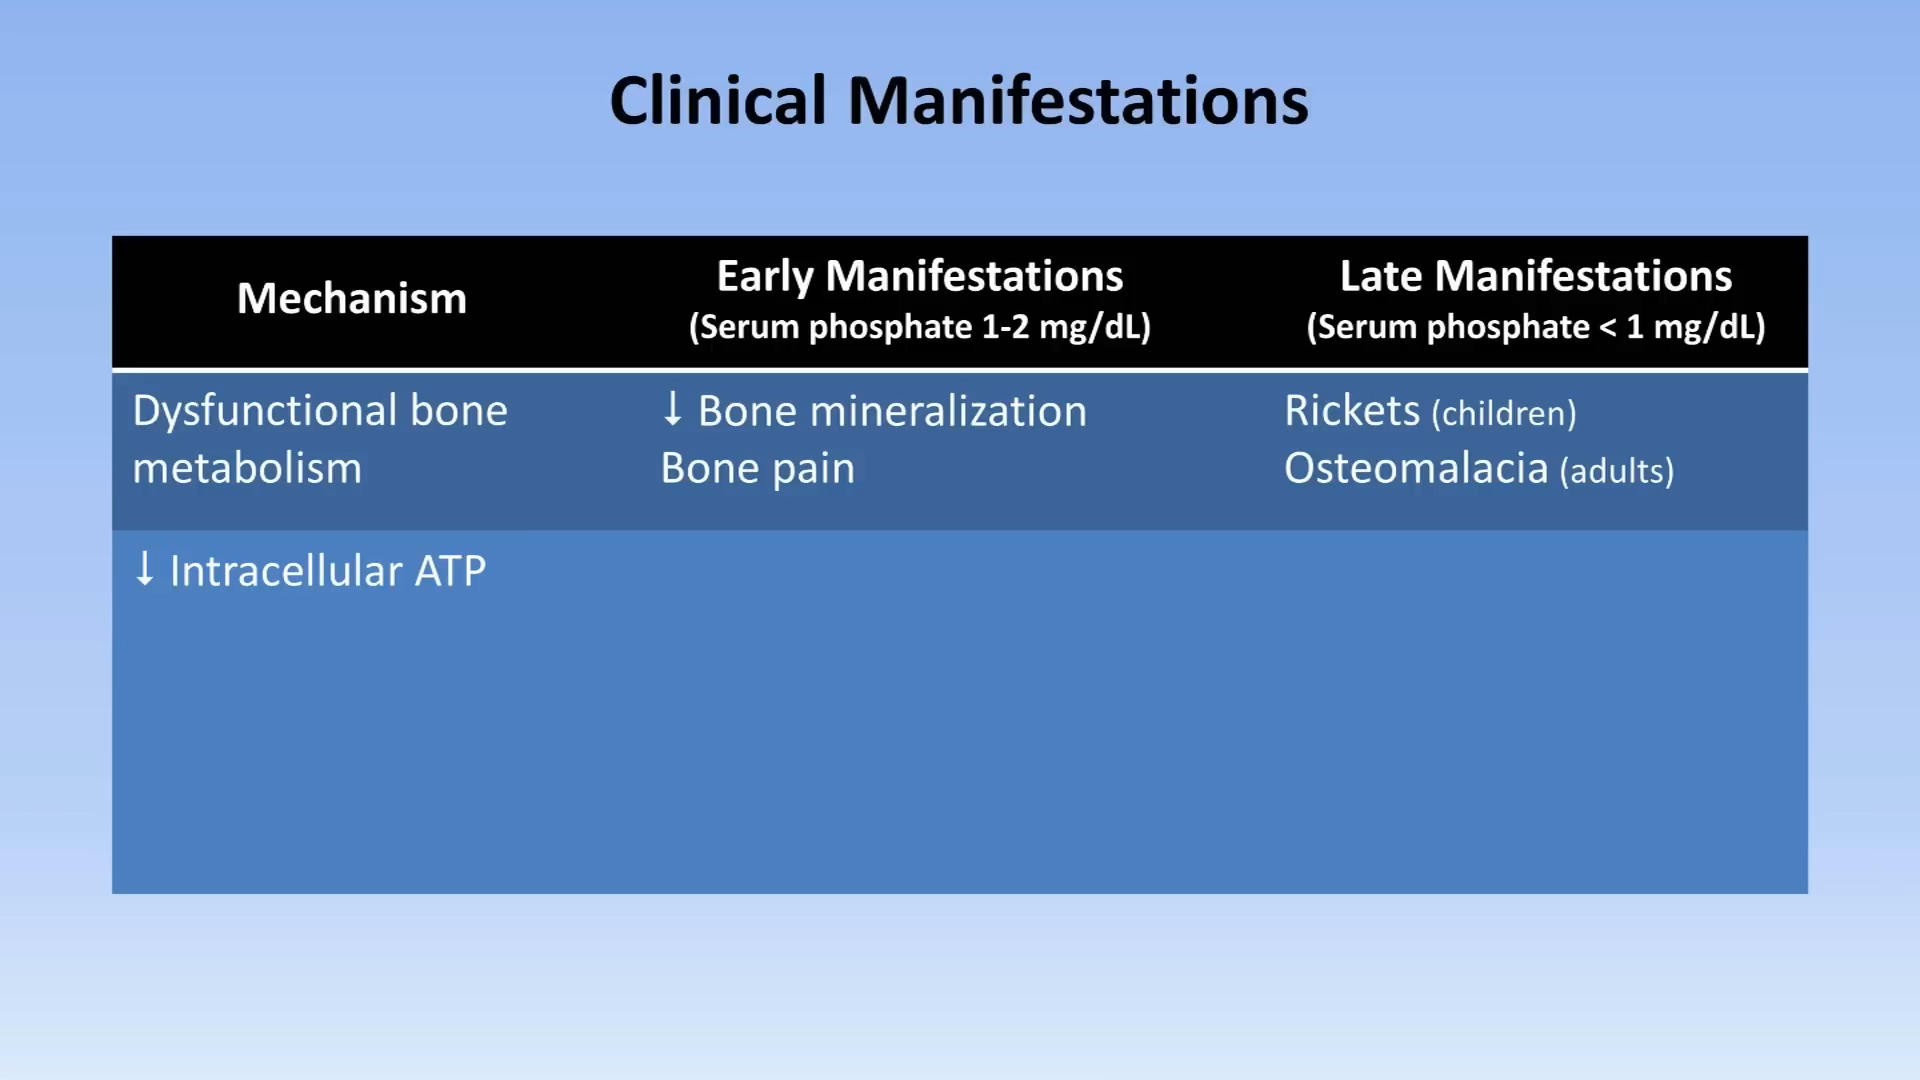 Clinical Manifestations
Mechanism
Early Manifestations
(Serum phosphate 1-2 mg/dL)
Late Manifestations
(Serum phosphate < 1 mg/dL)
Dysfunctional bone
metabolism
↓ Bone mineralization
Bone pain
Rickets (children)
Osteomalacia (adults)
↓ Intracellular ATP